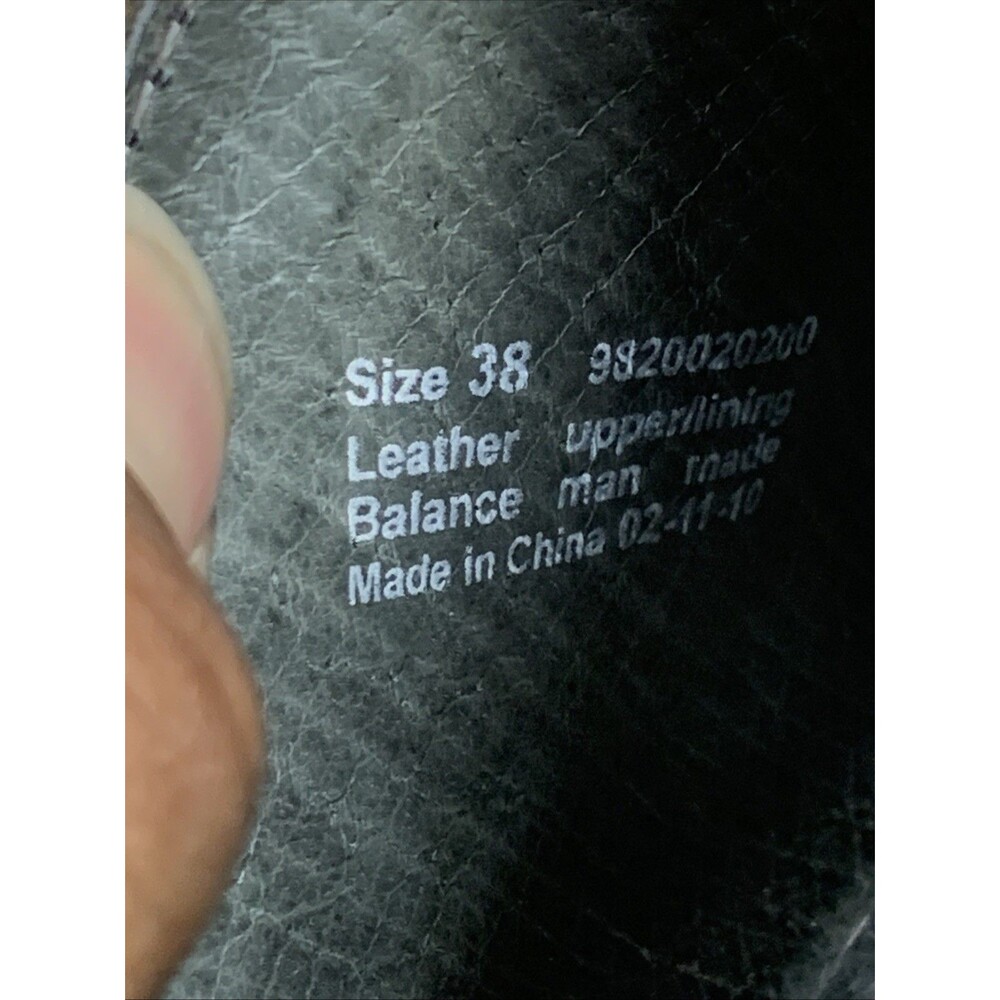 Size 38 9820020200
Leather upper/lining
Balance man made
Made in China 02-11-10